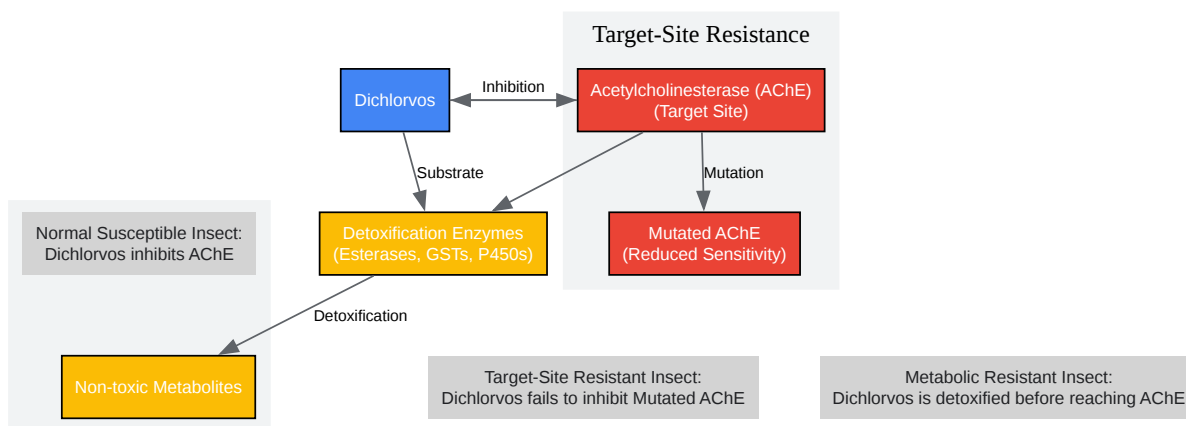 Target-Site Resistance
Dichlorvos
Inhibition
Acetylcholinesterase (AChE)
(Target Site)
Substrate
Mutation
Normal Susceptible Insect:
Dichlorvos inhibits AChE
Detoxification Enzymes
(Esterases, GSTs, P450s)
Mutated AChE
(Reduced Sensitivity)
Detoxification
Non-toxic Metabolites
Target-Site Resistant Insect:
Dichlorvos fails to inhibit Mutated AChE
Metabolic Resistant Insect:
Dichlorvos is detoxified before reaching AChE